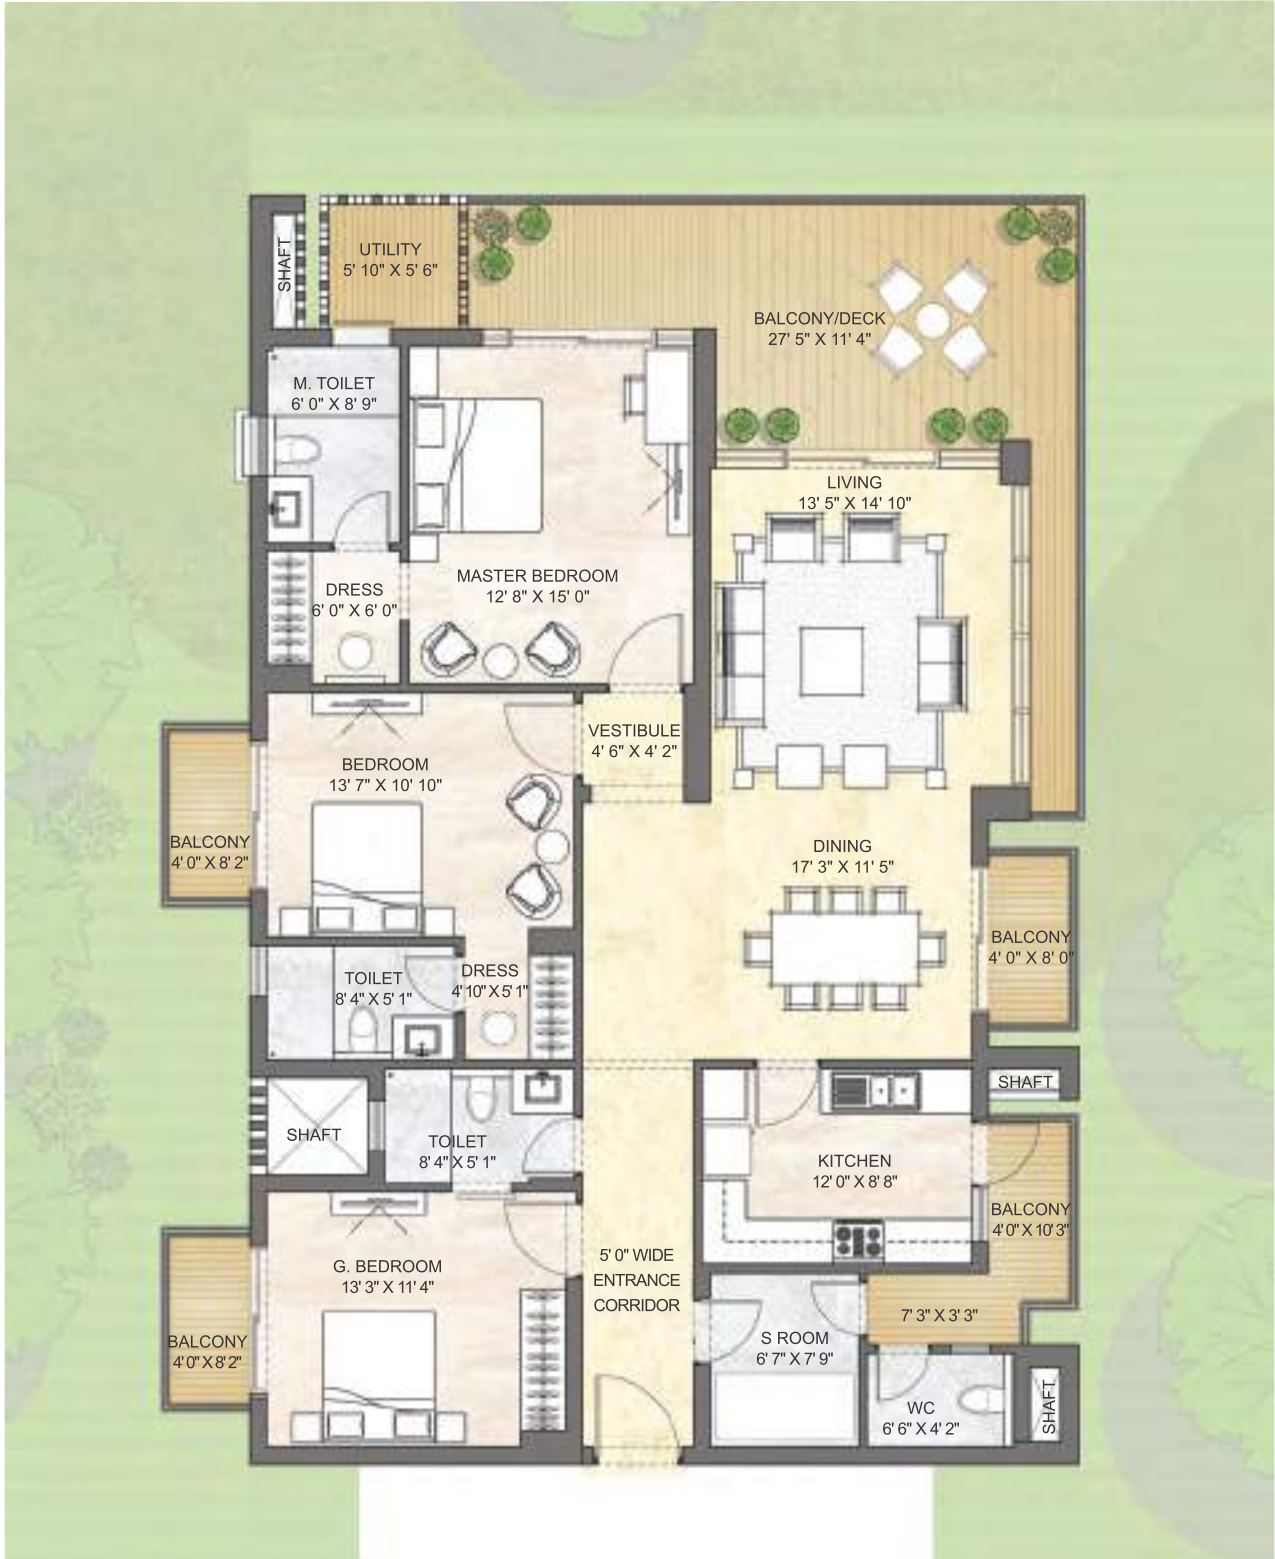 SHAFT
UTILITY
5' 10" X 5' 6"
BALCONY/DECK
27' 5" X 11' 4"
M. TOILET
6' 0" X 8' 9"
LIVING
13' 5" X 14' 10"
MASTER BEDROOM
12' 8" X 15' 0"
DRESS
6' 0" X 6' 0"
VESTIBULE
4' 6" X 4' 2"
BEDROOM
13' 7" X 10' 10"
BALCONY
4' 0" X 8' 2"
DINING
17' 3" X 11' 5"
BALCONY
4' 0" X 8' 0"
TOILET
8' 4" X 5' 1"
DRESS
4' 10" X 5' 1"
SHAFT
SHAFT
TOILET
8' 4" X 5' 1"
KITCHEN
12' 0" X 8' 8"
BALCONY
4' 0" X 10' 3"
G. BEDROOM
13' 3" X 11' 4"
5' 0" WIDE
ENTRANCE
CORRIDOR
BALCONY
4' 0" X 8' 2"
S ROOM
6' 7" X 7' 9"
7' 3" X 3' 3"
WC
6' 6" X 4' 2"
SHAFT